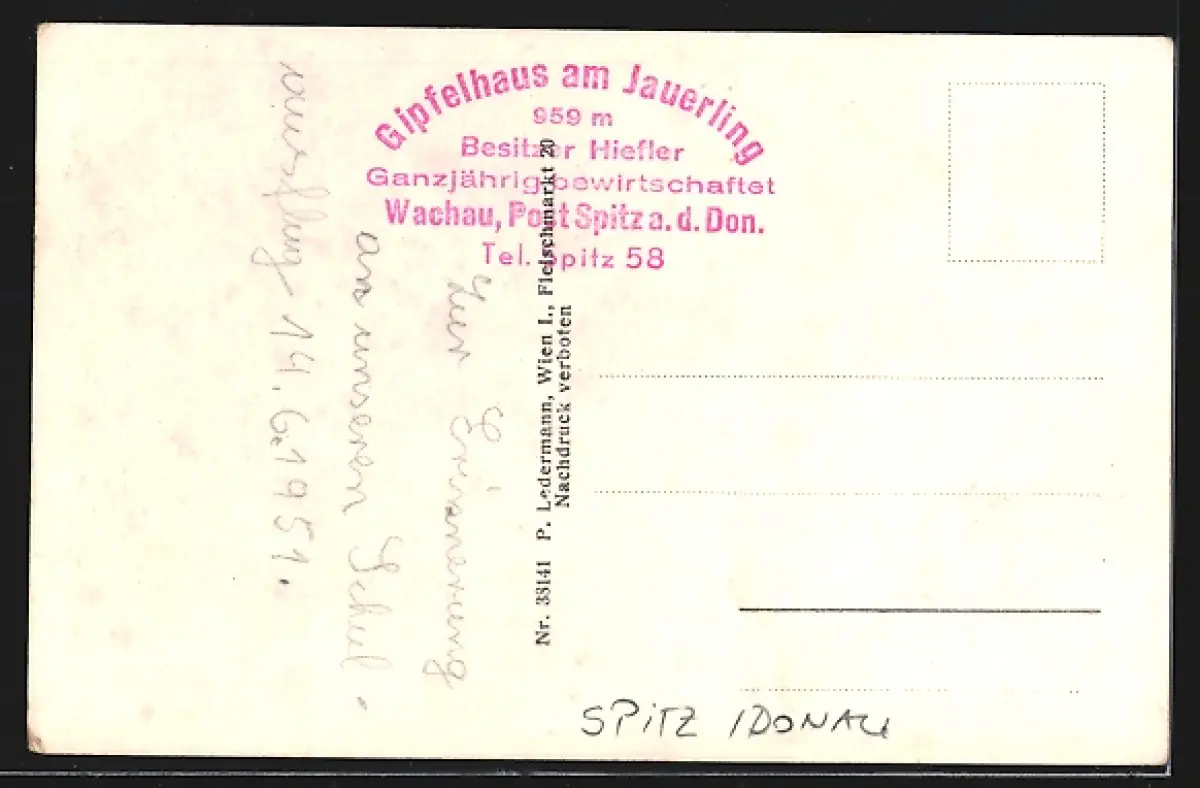 Gipfelhaus am Jauerling
959 m
Besitzer Hiefler
Ganzjährig bewirtschaftet
Wachau, Post Spitz a. d. Don.
Tel. Spitz 58
Nr. 33141 P. Ledermann, Wien I., Fleischmarkt 20
Nachdruck verboten
Zur Erinnerung
an unseren Schul-
ausflug 14.6.1951.
SPITZ /DONAU